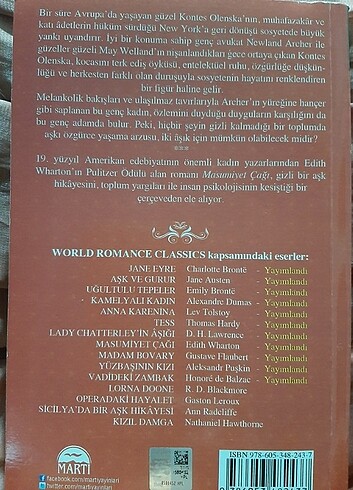 Bir süre Avrupa'da yaşayan güzel Kontes Olenska'nın, muhafazakâr ve
katı âdetlerin hüküm sürdüğü New York'a geri dönüşü sosyetede büyük
yankı uyandırır. İyi bir konuma sahip genç avukat Newland Archer ile
güzeller güzeli May Welland'ın nişanlandıkları gece ortaya çıkan Kontes
Olenska, kocasını terk ediş öyküsü, entelektüel ruhu, özgürlüğe düşkün-
lüğü ve herkesten farklı olan duruşuyla sosyetenin hayatını renklendiren
bir figür haline gelir.
Melankolik bakışları ve ulaşılmaz tavırlarıyla Archer'ın yüreğine hançer
gibi saplanan bu genç kadın, özlemini duyduğu duyguların karşılığını da
bu genç adamda bulur. Peki, hiçbir şeyin gizli kalmadığı bir toplumda
aşkı özgürce yaşama arzusu, iki âşık için mümkün olabilecek midir?
***
19. yüzyıl Amerikan edebiyatının önemli kadın yazarlarından Edith
Wharton'ın Pulitzer Ödülü alan romanı Masumiyet Çağı, gizli bir aşk
hikâyesini, toplum yargıları ile insan psikolojisinin kesiştiği bir
çerçeveden ele alıyor.
WORLD ROMANCE CLASSICS kapsamındaki eserler:
JANE EYRE Charlotte Brontë - Yayımlandı
AŞK VE GURUR Jane Austen - Yayımlandı
UĞULTULU TEPELER Emily Brontë - Yayımlandı
KAMELYALI KADIN Alexandre Dumas - Yayımlandı
ANNA KARENINA Lev Tolstoy - Yayımlandı
TESS Thomas Hardy - Yayımlandı
LADY CHATTERLEY'İN ÂŞIĞI D. H. Lawrence - Yayımlandı
MASUMİYET ÇAĞI Edith Wharton - Yayımlandı
MADAM BOVARY Gustave Flaubert - Yayımlandı
YÜZBAŞININ KIZI Aleksandr Puşkin - Yayımlandı
VADİDEKİ ZAMBAK Honoré de Balzac - Yayımlandı
LORNA DOONE R. D. Blackmore
OPERADAKİ HAYALET Gaston Leroux
SİCİLYA'DA BİR AŞK HİKÂYESİ Ann Radcliffe
KIZIL DAMGA Nathaniel Hawthorne
MARTI
facebook.com/martiyayinlari
twitter.com/martiyayinlari
ISBN 978-605-348-243-7